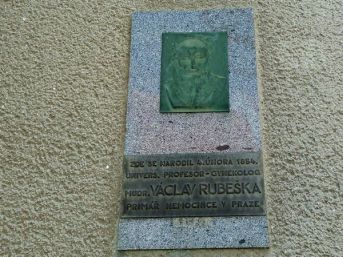 ZDE SE NARODIL 4. ÚNORA 1854.
UNIVERS. PROFESOR - GYNEKOLOG
MUDR. VÁCLAV RUBEŠKA
PRIMÁŘ NEMOCNICE V PRAZE